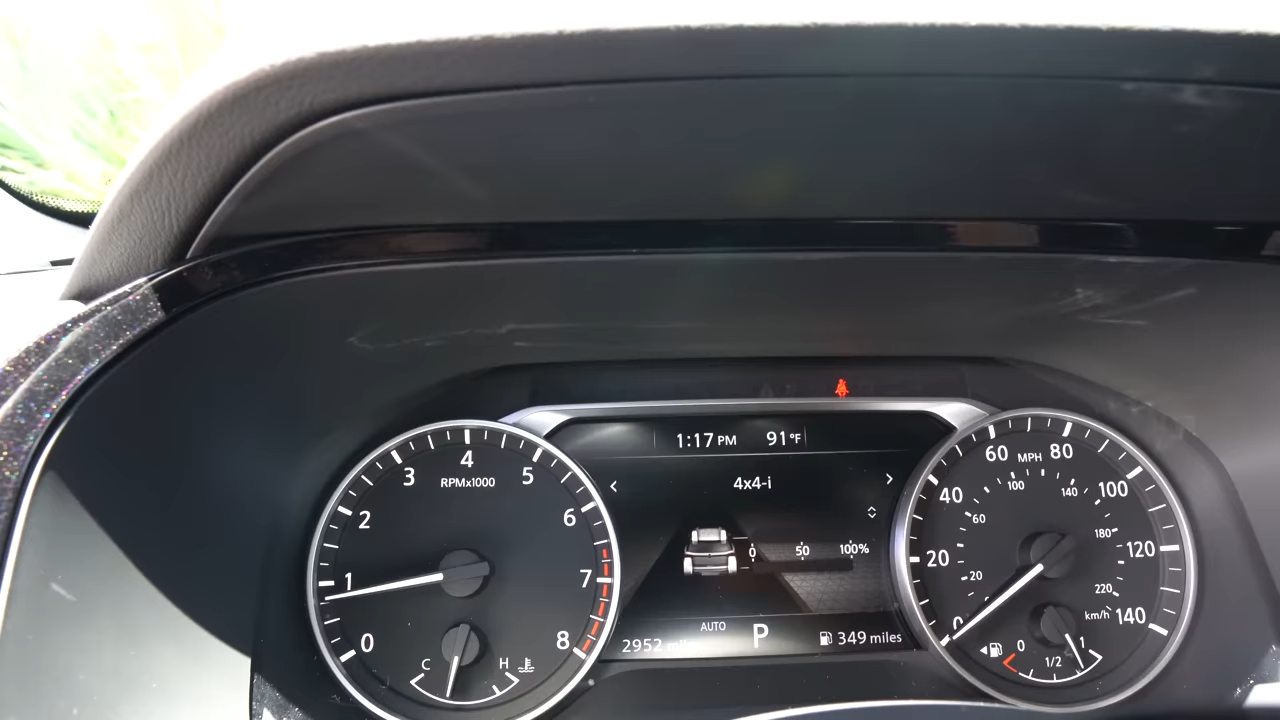 1:17 PM 91°F
4x4-i
0 50 100%
AUTO
P
2952 miles
349 miles
0 1 2 3 4 5 6 7 8
RPMx1000
C H
0 20 40 60 80 100 120 140
MPH
20 60 100 140 180 220
km/h
0 1/2 1